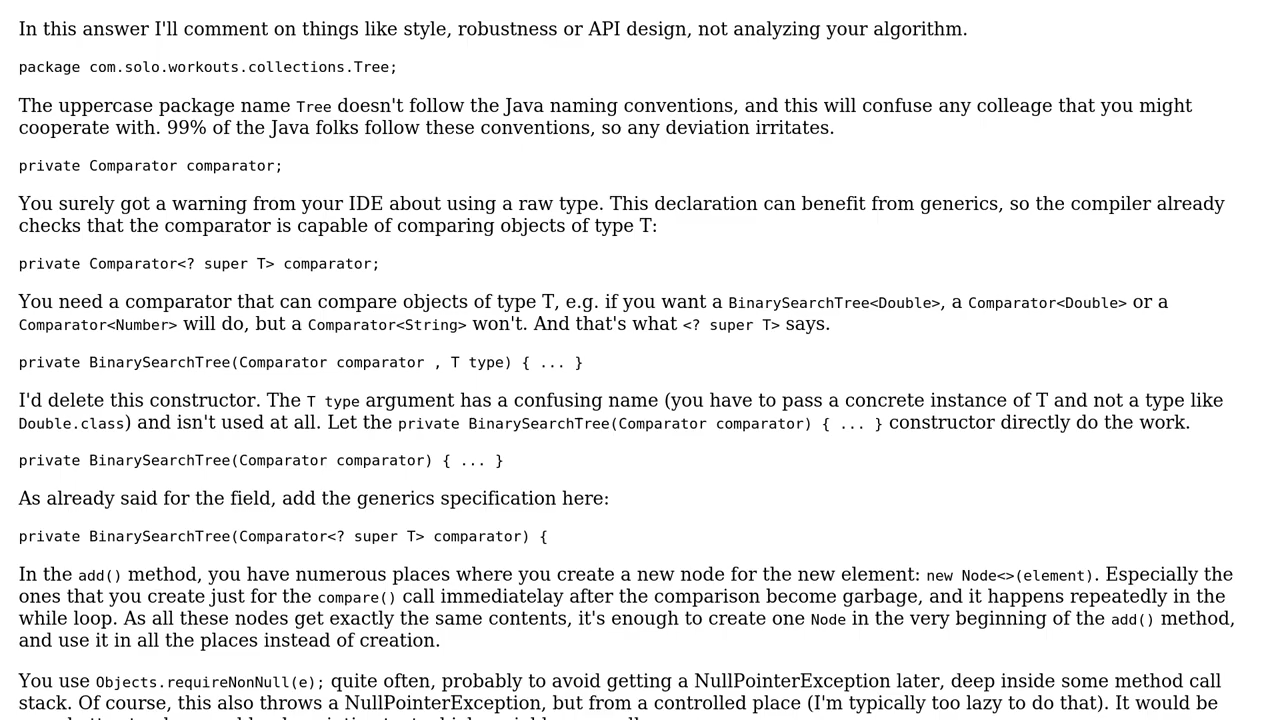 In this answer I'll comment on things like style, robustness or API design, not analyzing your algorithm.
package com.solo.workouts.collections.Tree;
The uppercase package name Tree doesn't follow the Java naming conventions, and this will confuse any colleage that you might
cooperate with. 99% of the Java folks follow these conventions, so any deviation irritates.
private Comparator comparator;
You surely got a warning from your IDE about using a raw type. This declaration can benefit from generics, so the compiler already
checks that the comparator is capable of comparing objects of type T:
private Comparator<? super T> comparator;
You need a comparator that can compare objects of type T, e.g. if you want a BinarySearchTree<Double>, a Comparator<Double> or a
Comparator<Number> will do, but a Comparator<String> won't. And that's what <? super T> says.
private BinarySearchTree(Comparator comparator , T type) { ... }
I'd delete this constructor. The T type argument has a confusing name (you have to pass a concrete instance of T and not a type like
Double.class) and isn't used at all. Let the private BinarySearchTree(Comparator comparator) { ... } constructor directly do the work.
private BinarySearchTree(Comparator comparator) { ... }
As already said for the field, add the generics specification here:
private BinarySearchTree(Comparator<? super T> comparator) {
In the add() method, you have numerous places where you create a new node for the new element: new Node<>(element). Especially the
ones that you create just for the compare() call immediatelay after the comparison become garbage, and it happens repeatedly in the
while loop. As all these nodes get exactly the same contents, it's enough to create one Node in the very beginning of the add() method,
and use it in all the places instead of creation.
You use Objects.requireNonNull(e); quite often, probably to avoid getting a NullPointerException later, deep inside some method call
stack. Of course, this also throws a NullPointerException, but from a controlled place (I'm typically too lazy to do that). It would be